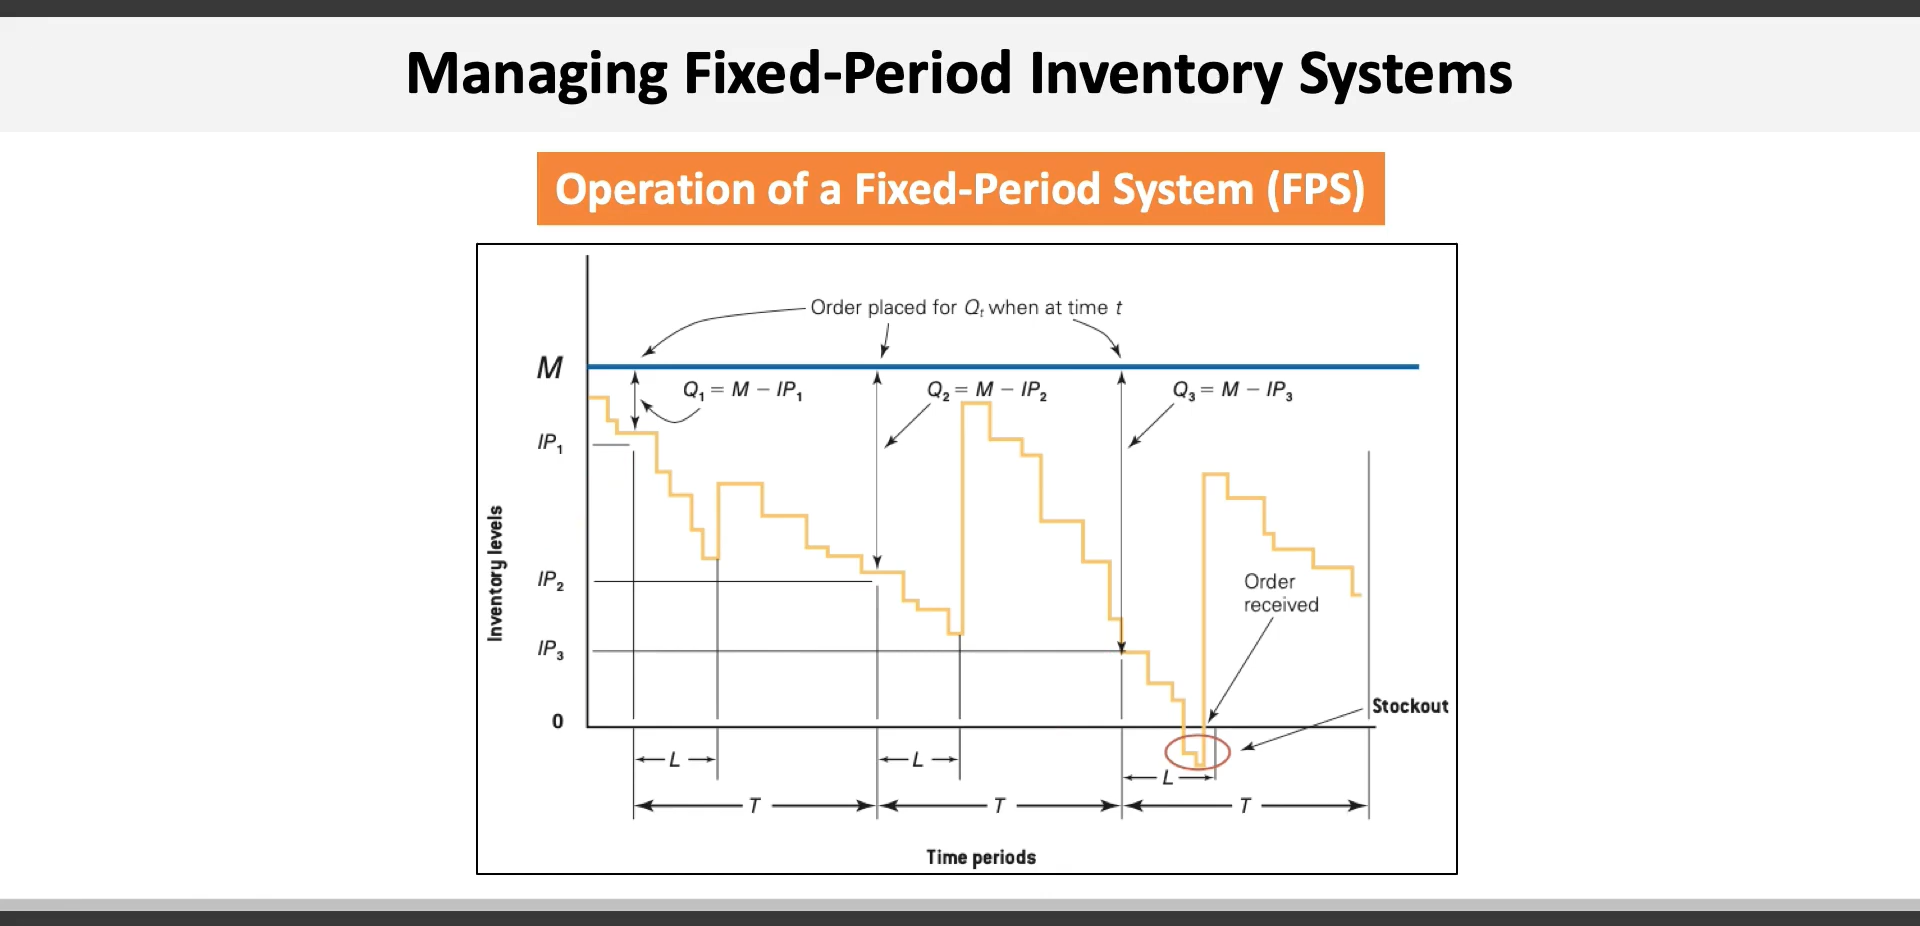 Managing Fixed-Period Inventory Systems
Operation of a Fixed-Period System (FPS)
Order placed for Qt when at time t
M
Q1 = M − IP1
Q2 = M − IP2
Q3 = M − IP3
IP1
Inventory levels
IP2
Order
received
IP3
Stockout
0
L
L
L
T
T
T
Time periods